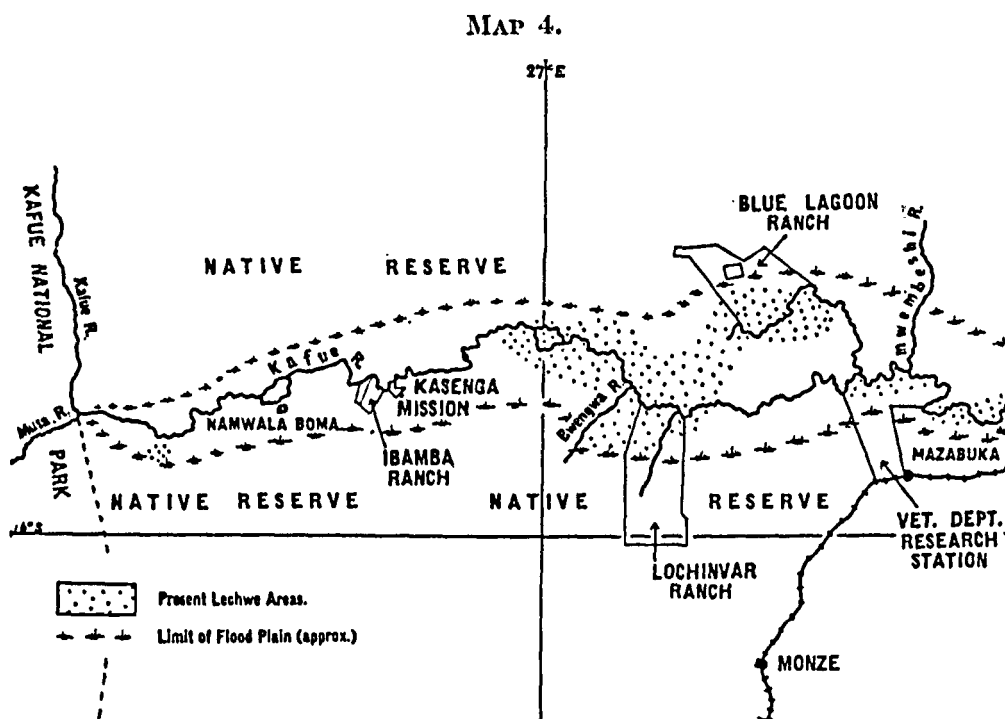 MAP 4.
27° E
KAFUE NATIONAL
PARK
Kafue R.
NATIVE RESERVE
BLUE LAGOON
RANCH
Mwembeshi R.
Kafue R.
Musa R.
NAMWALA BOMA
KASENGA
MISSION
IBAMBA
RANCH
Bwengwa R.
MAZABUKA
NATIVE RESERVE
NATIVE RESERVE
16° S
VET. DEPT.
RESEARCH
STATION
LOCHINVAR
RANCH
Present Lechwe Areas.
Limit of Flood Plain (approx.)
MONZE